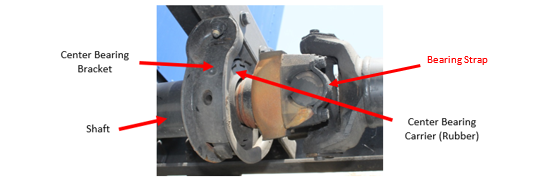 Center Bearing
Bracket
Bearing Strap
Shaft
Center Bearing
Carrier (Rubber)